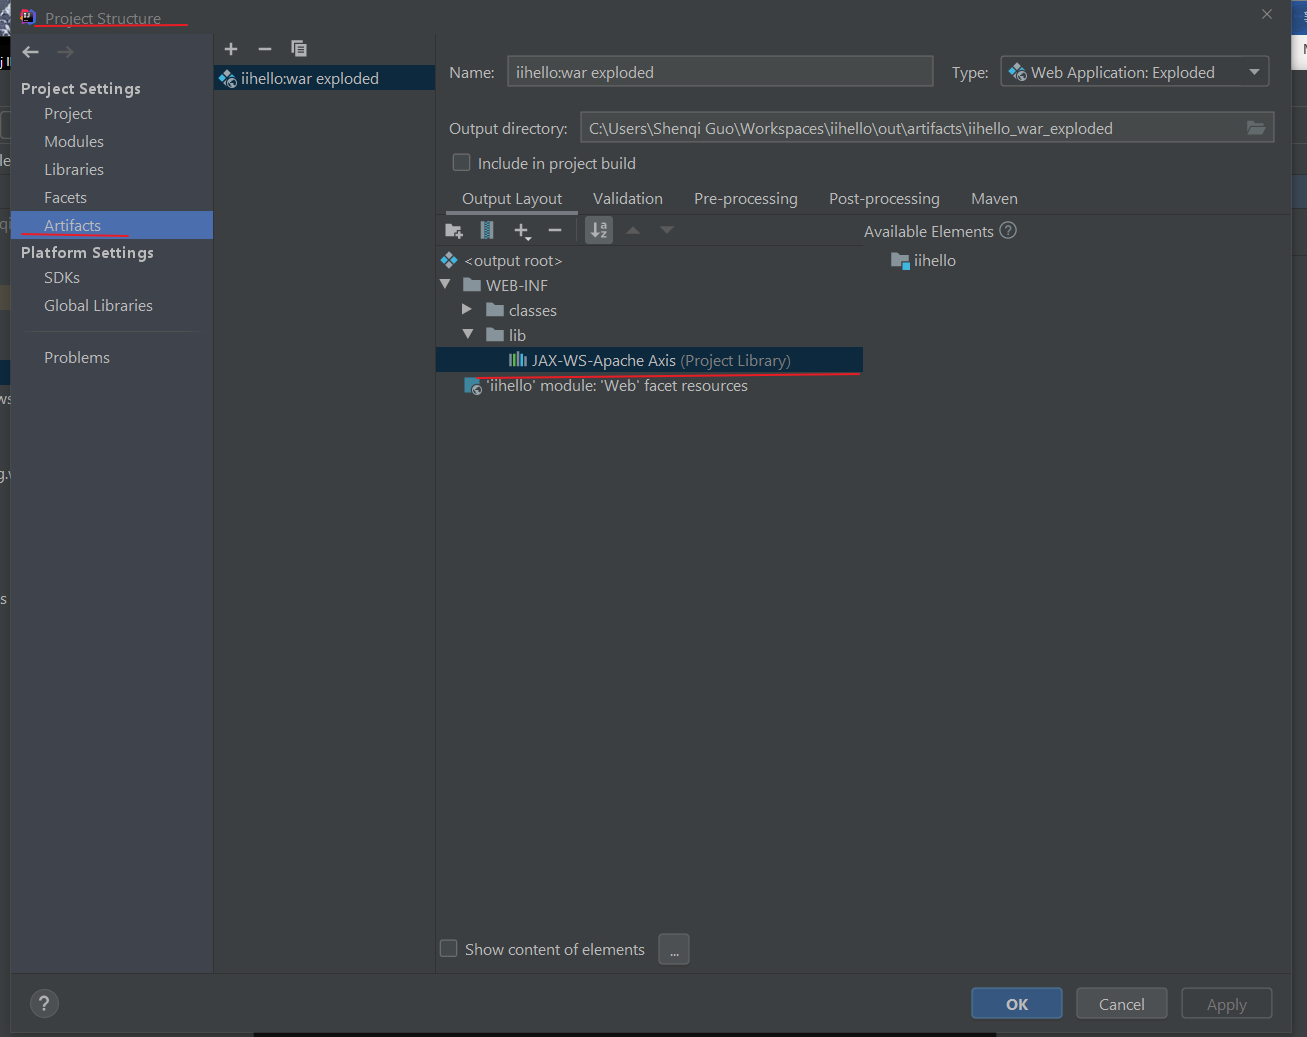 Project Structure
Project Settings
Project
Modules
Libraries
Facets
Artifacts
Platform Settings
SDKs
Global Libraries
Problems
iihello:war exploded
Name: iihello:war exploded Type: Web Application: Exploded
Output directory: C:\Users\Shenqi Guo\Workspaces\iihello\out\artifacts\iihello_war_exploded
Include in project build
Output Layout Validation Pre-processing Post-processing Maven
Available Elements ?
<output root>
WEB-INF
classes
lib
JAX-WS-Apache Axis (Project Library)
'iihello' module: 'Web' facet resources
iihello
Show content of elements ...
? OK Cancel Apply